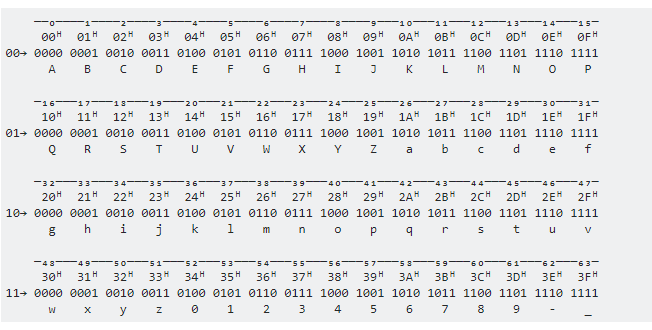 0 1 2 3 4 5 6 7 8 9 10 11 12 13 14 15
00H 01H 02H 03H 04H 05H 06H 07H 08H 09H 0AH 0BH 0CH 0DH 0EH 0FH
00→ 0000 0001 0010 0011 0100 0101 0110 0111 1000 1001 1010 1011 1100 1101 1110 1111
A B C D E F G H I J K L M N O P
16 17 18 19 20 21 22 23 24 25 26 27 28 29 30 31
10H 11H 12H 13H 14H 15H 16H 17H 18H 19H 1AH 1BH 1CH 1DH 1EH 1FH
01→ 0000 0001 0010 0011 0100 0101 0110 0111 1000 1001 1010 1011 1100 1101 1110 1111
Q R S T U V W X Y Z a b c d e f
32 33 34 35 36 37 38 39 40 41 42 43 44 45 46 47
20H 21H 22H 23H 24H 25H 26H 27H 28H 29H 2AH 2BH 2CH 2DH 2EH 2FH
10→ 0000 0001 0010 0011 0100 0101 0110 0111 1000 1001 1010 1011 1100 1101 1110 1111
g h i j k l m n o p q r s t u v
48 49 50 51 52 53 54 55 56 57 58 59 60 61 62 63
30H 31H 32H 33H 34H 35H 36H 37H 38H 39H 3AH 3BH 3CH 3DH 3EH 3FH
11→ 0000 0001 0010 0011 0100 0101 0110 0111 1000 1001 1010 1011 1100 1101 1110 1111
w x y z 0 1 2 3 4 5 6 7 8 9 - _